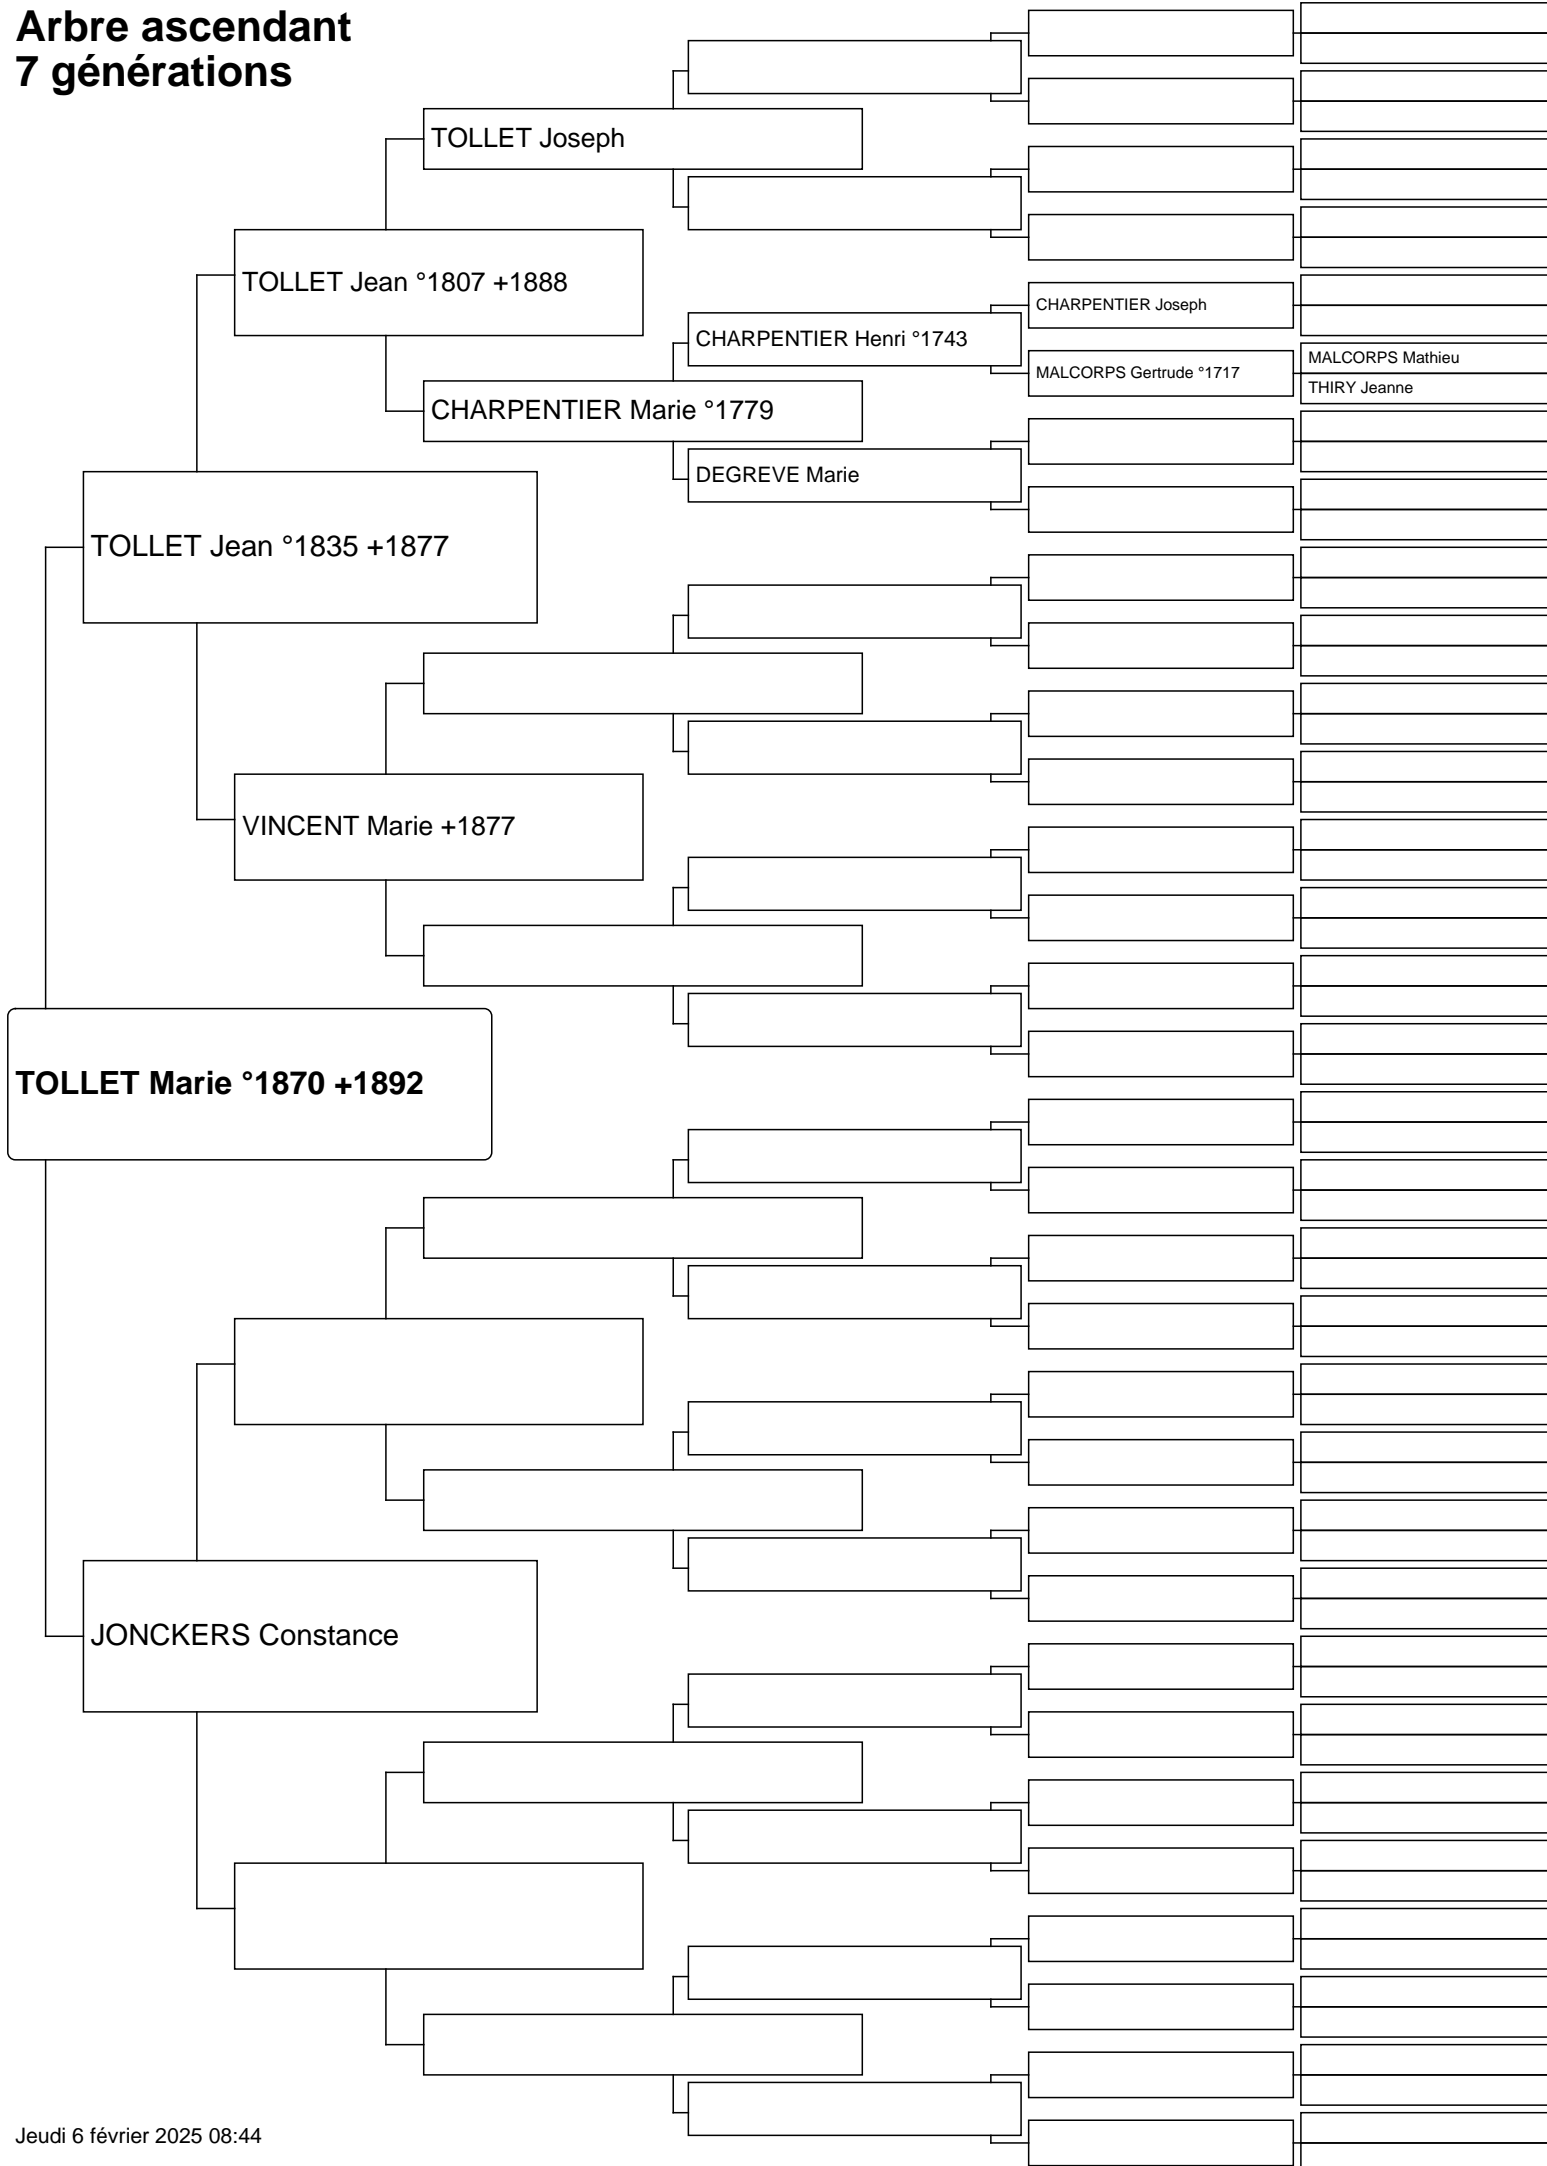 Arbre ascendant
7 générations
TOLLET Joseph
TOLLET Jean °1807 +1888
CHARPENTIER Joseph
CHARPENTIER Henri °1743
MALCORPS Mathieu
MALCORPS Gertrude °1717
THIRY Jeanne
CHARPENTIER Marie °1779
DEGREVE Marie
TOLLET Jean °1835 +1877
VINCENT Marie +1877
TOLLET Marie °1870 +1892
JONCKERS Constance
Jeudi 6 février 2025 08:44